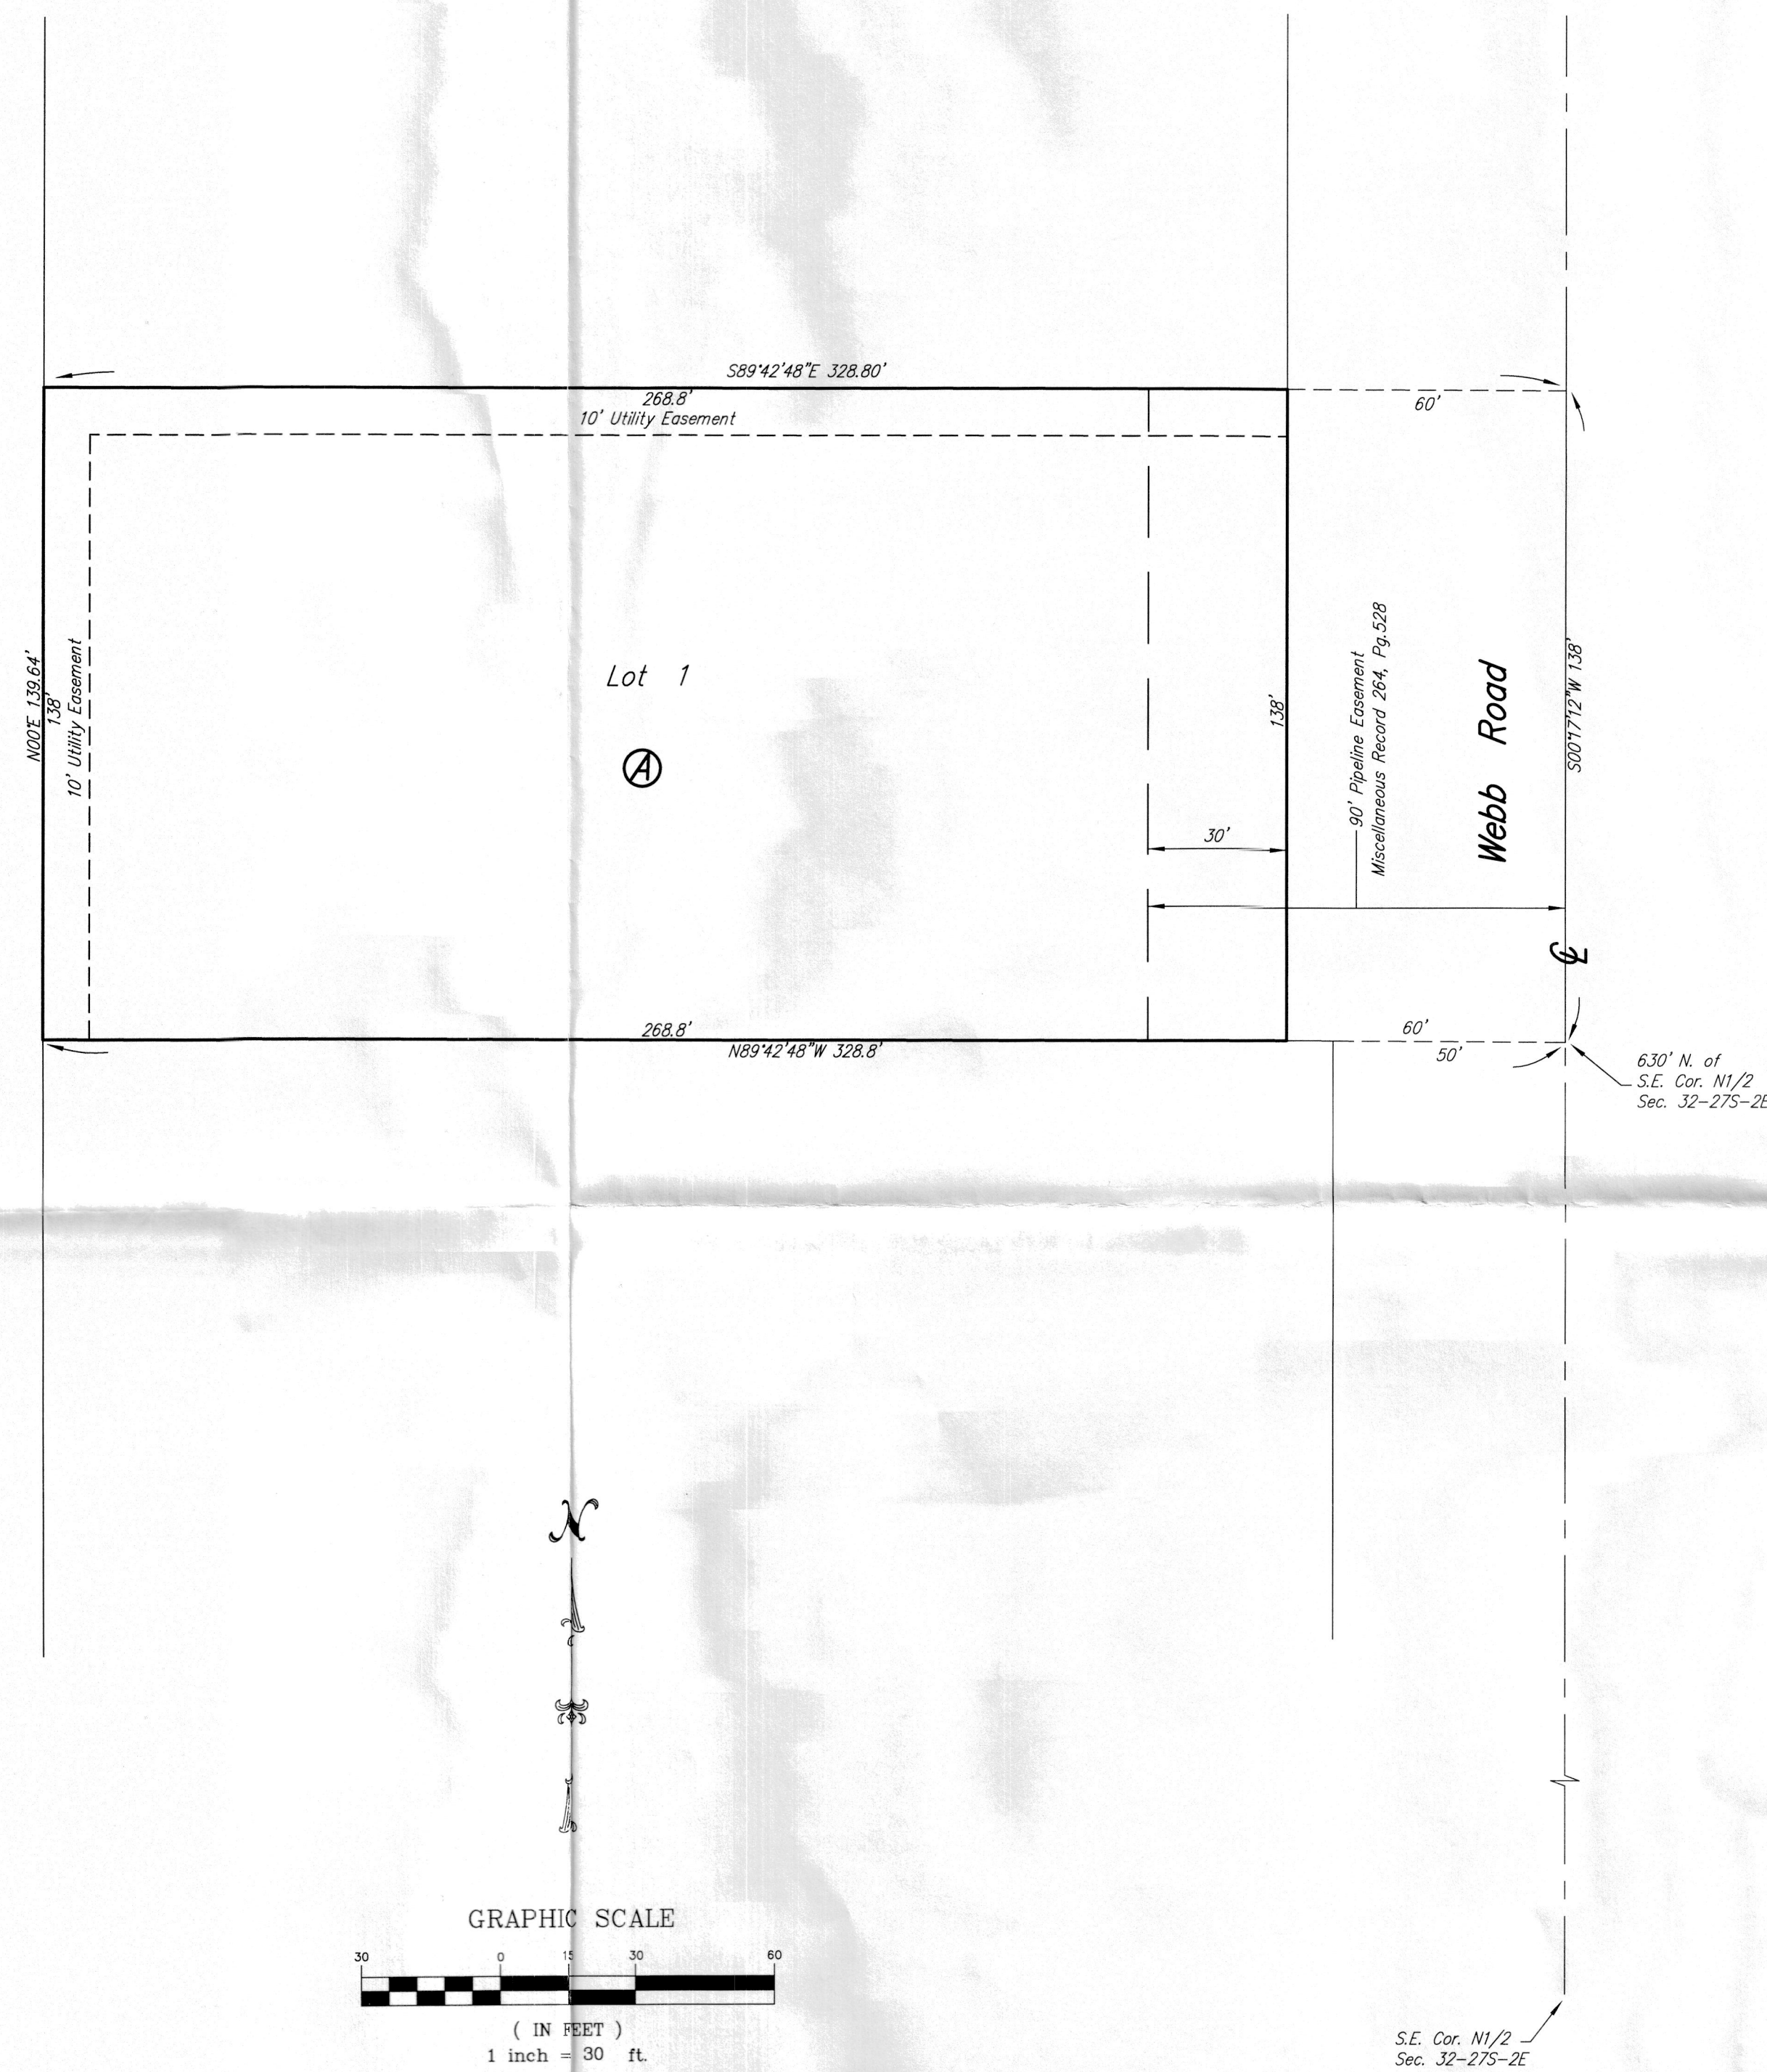 S89°42'48"E 328.80'
268.8'
10' Utility Easement
60'
N00°E 139.64'
138'
10' Utility Easement
Lot 1
A
138'
30'
90' Pipeline Easement
Miscellaneous Record 264, Pg.528
Webb Road
S00°17'12"W 138'
℄
268.8'
N89°42'48"W 328.8'
60'
50'
630' N. of
S.E. Cor. N1/2
Sec. 32-27S-2E
N
GRAPHIC SCALE
30 0 15 30 60
( IN FEET )
1 inch = 30 ft.
S.E. Cor. N1/2
Sec. 32-27S-2E